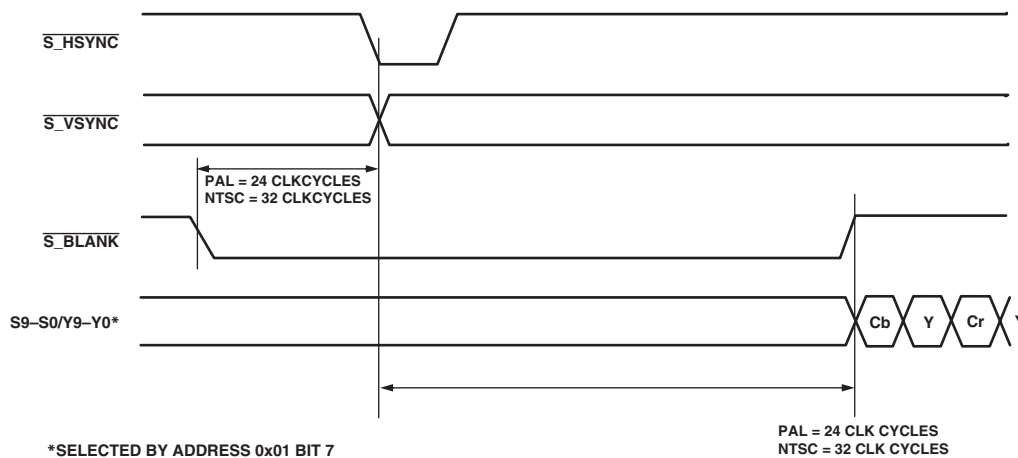 S_HSYNC
S_VSYNC
PAL = 24 CLKCYCLES
NTSC = 32 CLKCYCLES
S_BLANK
S9–S0/Y9–Y0*
Cb
Y
Cr
Y
PAL = 24 CLK CYCLES
NTSC = 32 CLK CYCLES
*SELECTED BY ADDRESS 0x01 BIT 7